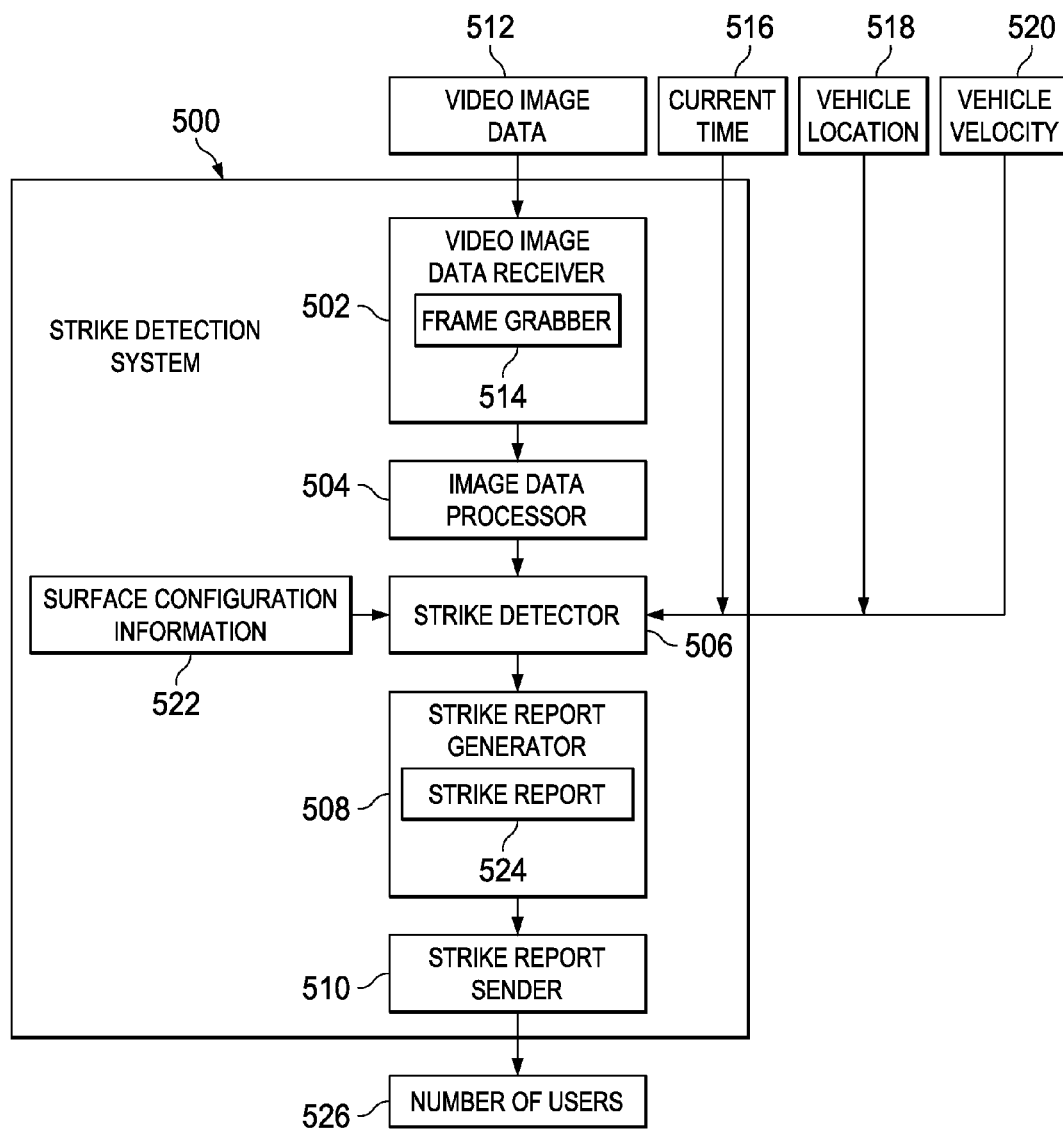 512
516
518
520
VIDEO IMAGE
DATA
CURRENT
TIME
VEHICLE
LOCATION
VEHICLE
VELOCITY
500
STRIKE DETECTION
SYSTEM
VIDEO IMAGE
DATA RECEIVER
502
FRAME GRABBER
514
504
IMAGE DATA
PROCESSOR
SURFACE CONFIGURATION
INFORMATION
522
STRIKE DETECTOR
506
STRIKE REPORT
GENERATOR
508
STRIKE REPORT
524
510
STRIKE REPORT
SENDER
526
NUMBER OF USERS